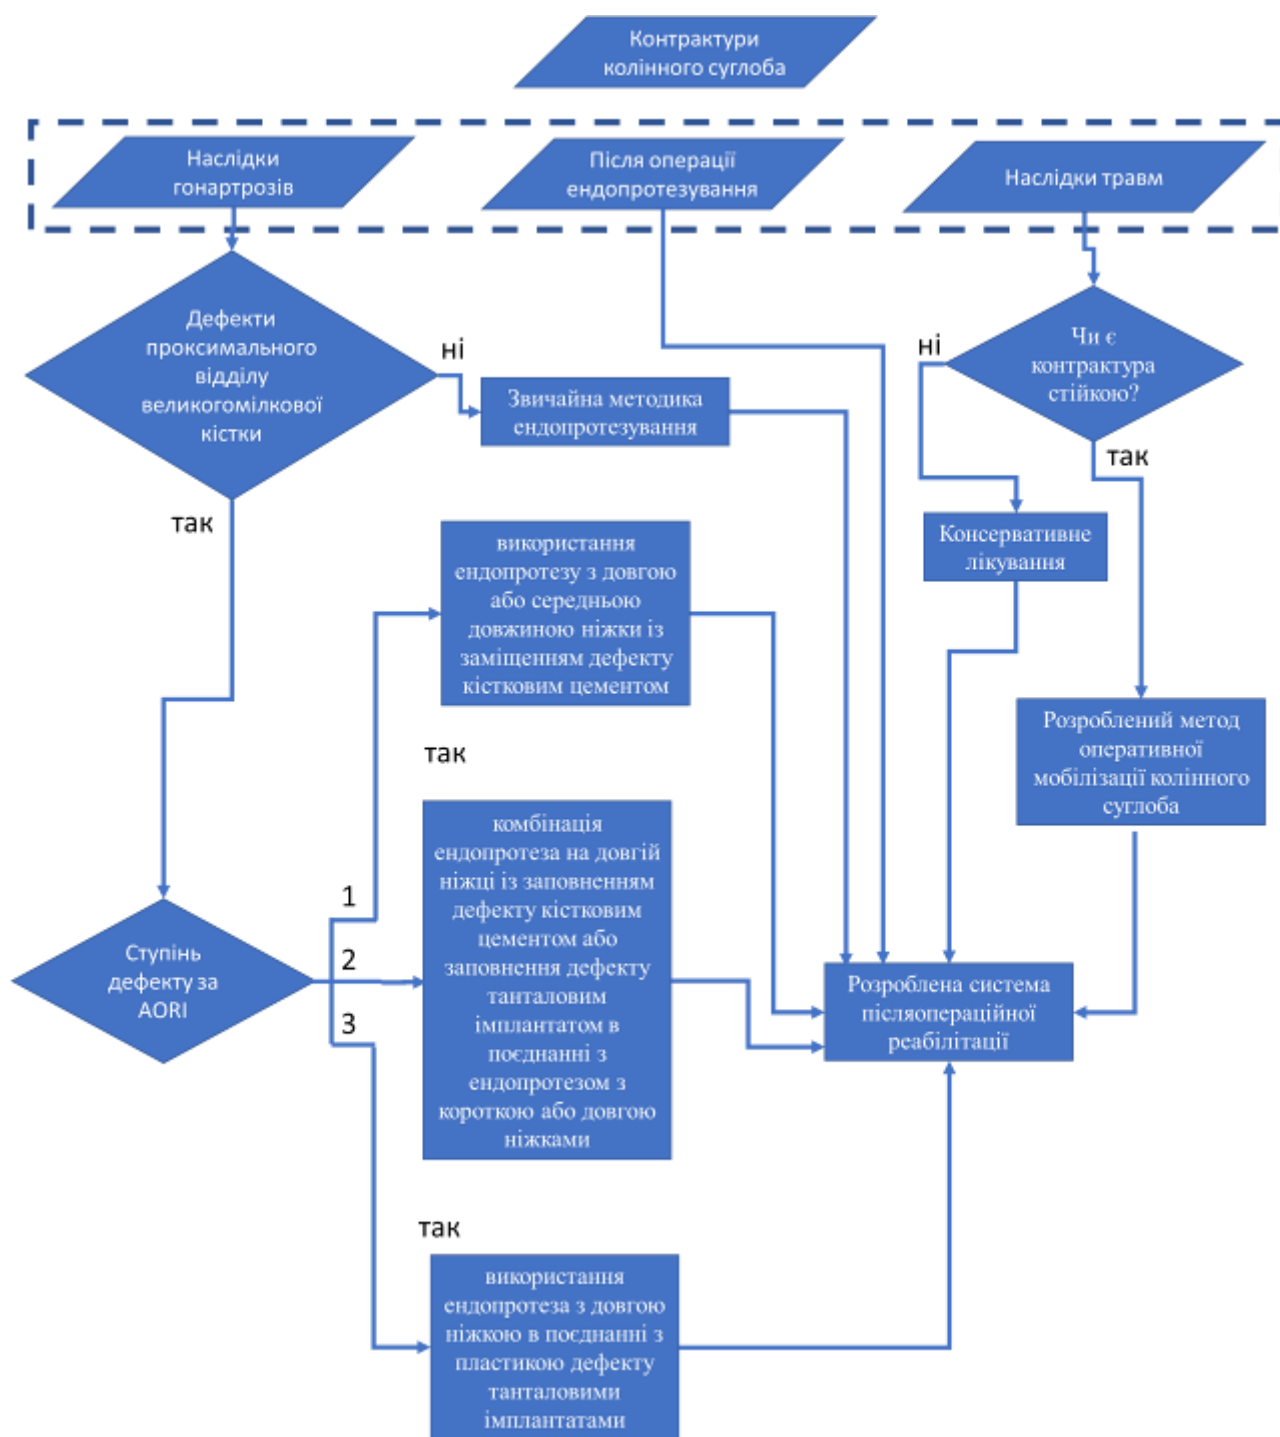 Контрактури
колінного суглоба
Наслідки
гонартрозів
Після операції
ендопротезування
Наслідки травм
Дефекти
проксимального
відділу
великогомілкової
кістки
ні
Звичайна методика
ендопротезування
ні
Чи є
контрактура
стійкою?
так
так
Консервативне
лікування
використання
ендопротезу з довгою
або середньою
довжиною ніжки із
заміщенням дефекту
кістковим цементом
Розроблений метод
оперативної
мобілізації колінного
суглоба
так
комбінація
ендопротеза на довгій
ніжці із заповненням
дефекту кістковим
цементом або
заповнення дефекту
танталовим
імплантатом в
поєднанні з
ендопротезом з
короткою або довгою
ніжками
1
2
3
Ступінь
дефекту за
AORI
Розроблена система
післяопераційної
реабілітації
так
використання
ендопротеза з довгою
ніжкою в поєднанні з
пластикою дефекту
танталовими
імплантатами